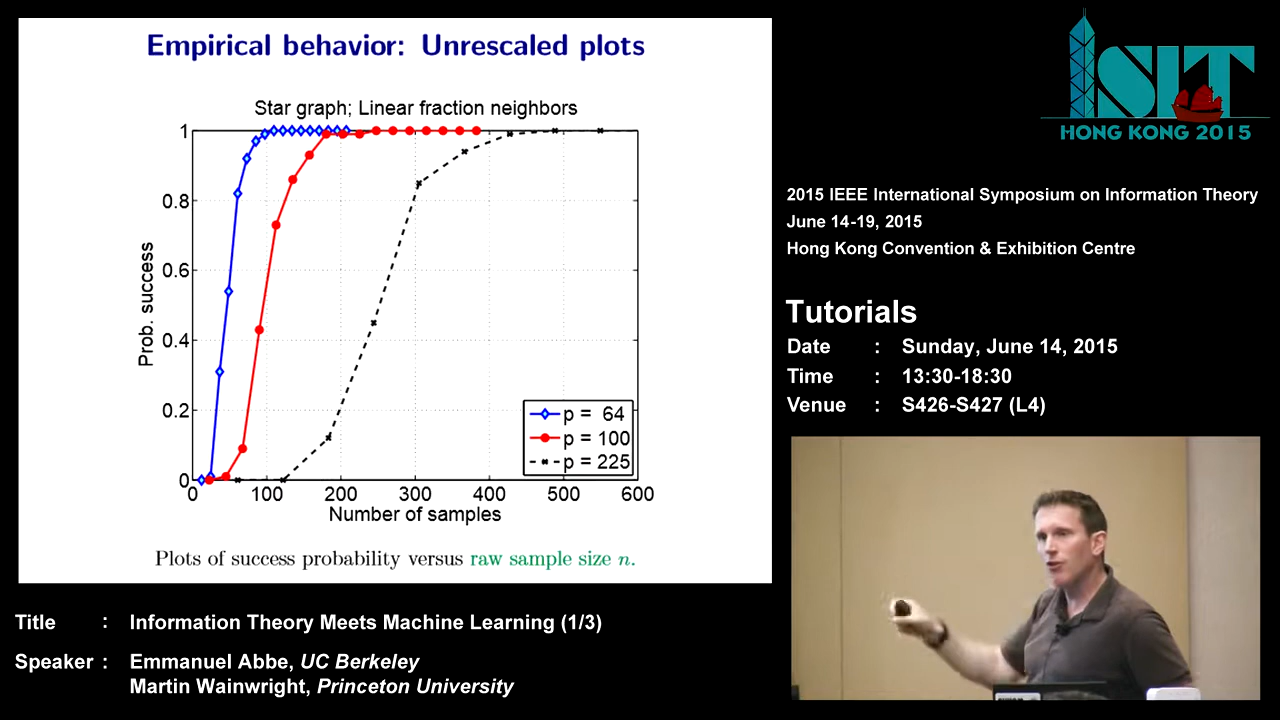 Empirical behavior: Unrescaled plots
Star graph; Linear fraction neighbors
1
0.8
0.6
0.4
0.2
0
Prob. success
p = 64
p = 100
p = 225
0 100 200 300 400 500 600
Number of samples
Plots of success probability versus raw sample size n.
ISIT
HONG KONG 2015
2015 IEEE International Symposium on Information Theory
June 14-19, 2015
Hong Kong Convention & Exhibition Centre
Tutorials
Date : Sunday, June 14, 2015
Time : 13:30-18:30
Venue : S426-S427 (L4)
Title : Information Theory Meets Machine Learning (1/3)
Speaker : Emmanuel Abbe, UC Berkeley
Martin Wainwright, Princeton University